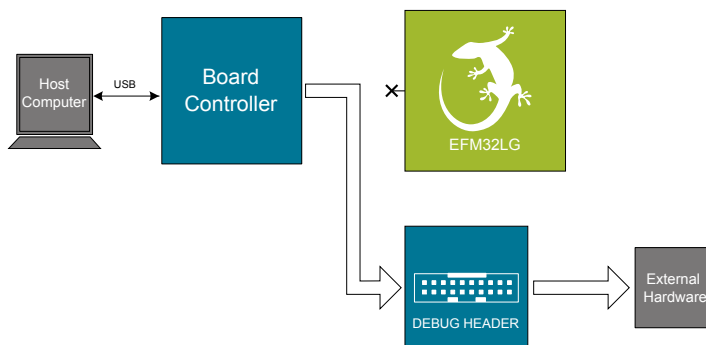 Host
Computer
USB
Board
Controller
EFM32LG
DEBUG HEADER
External
Hardware